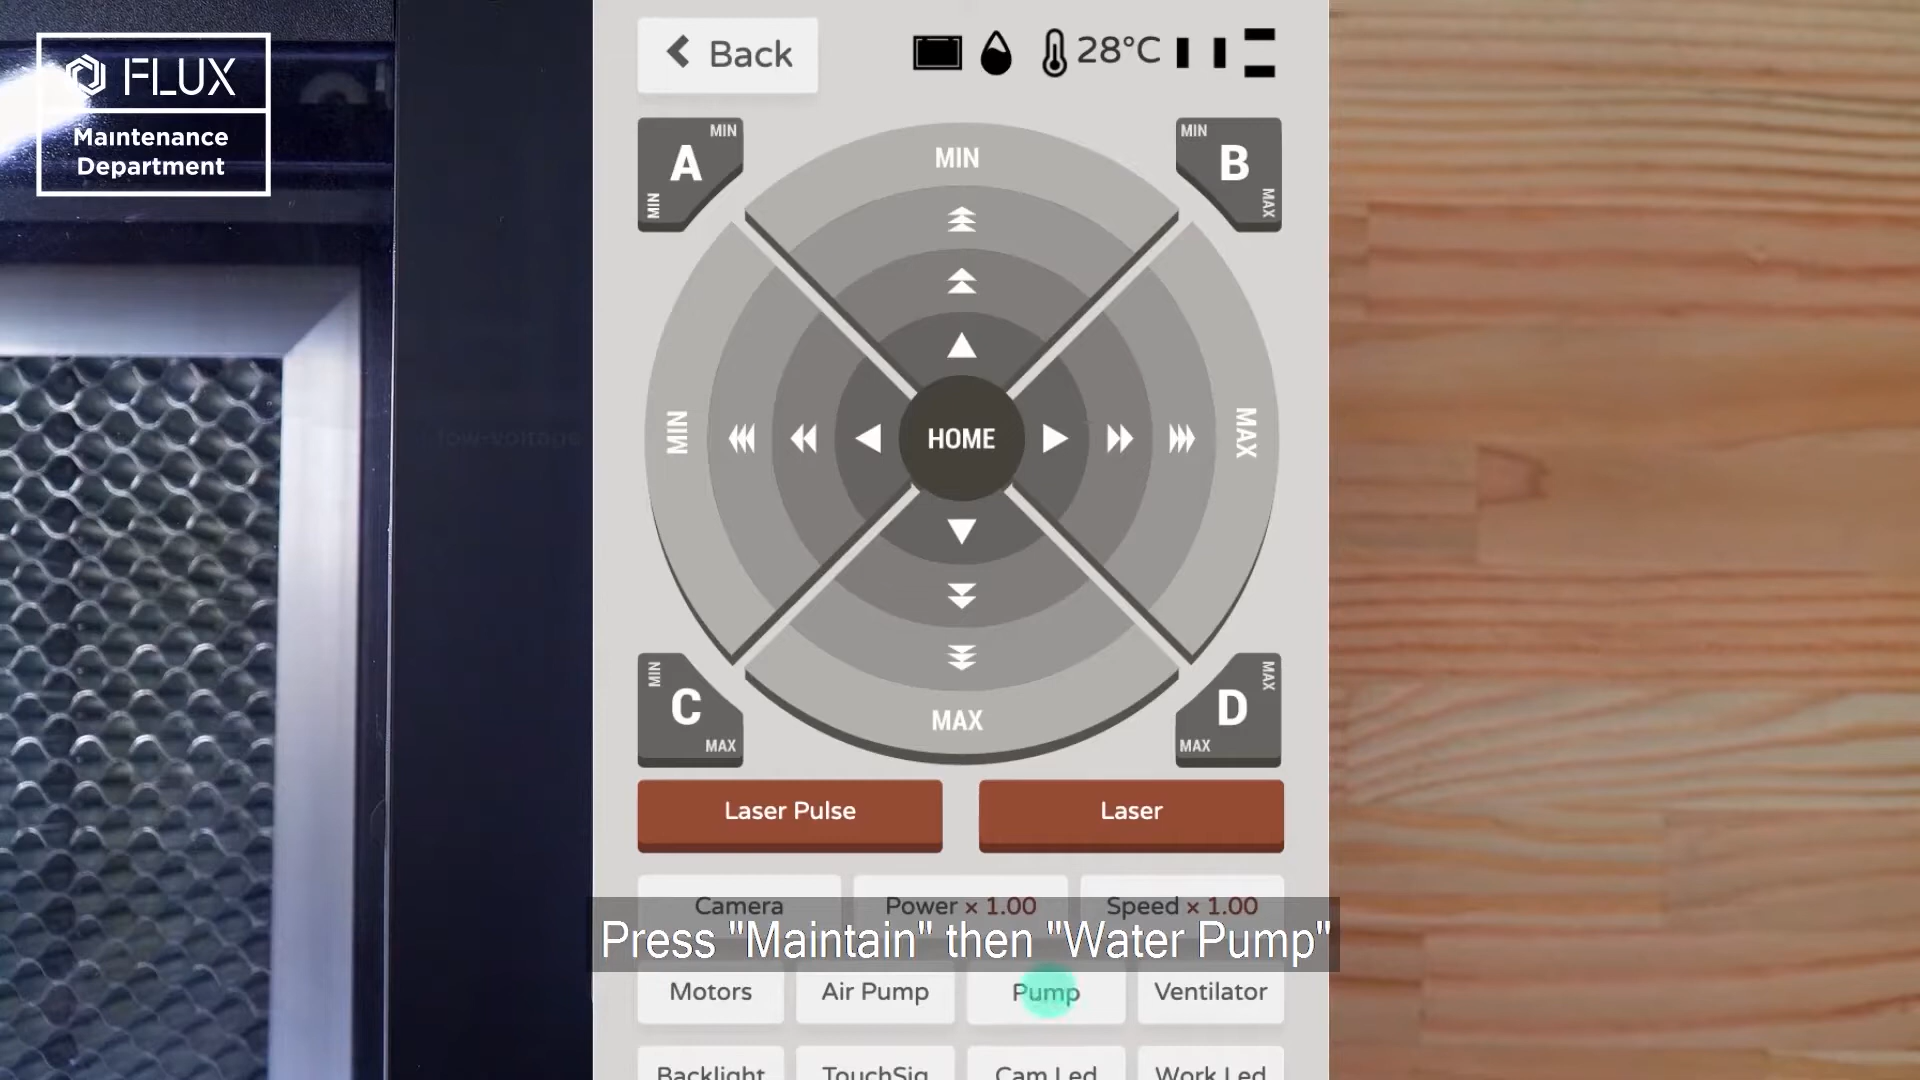 FLUX
Maintenance
Department
Back
28°C
MIN
A
MIN
MIN
MIN
B
MAX
MIN
HOME
MAX
MIN
C
MAX
MAX
MAX
D
MAX
Laser Pulse
Laser
Camera
Power × 1.00
Speed × 1.00
Press "Maintain" then "Water Pump"
Motors
Air Pump
Pump
Ventilator
Backlight
TouchSig
Cam Led
Work Led
low-voltage